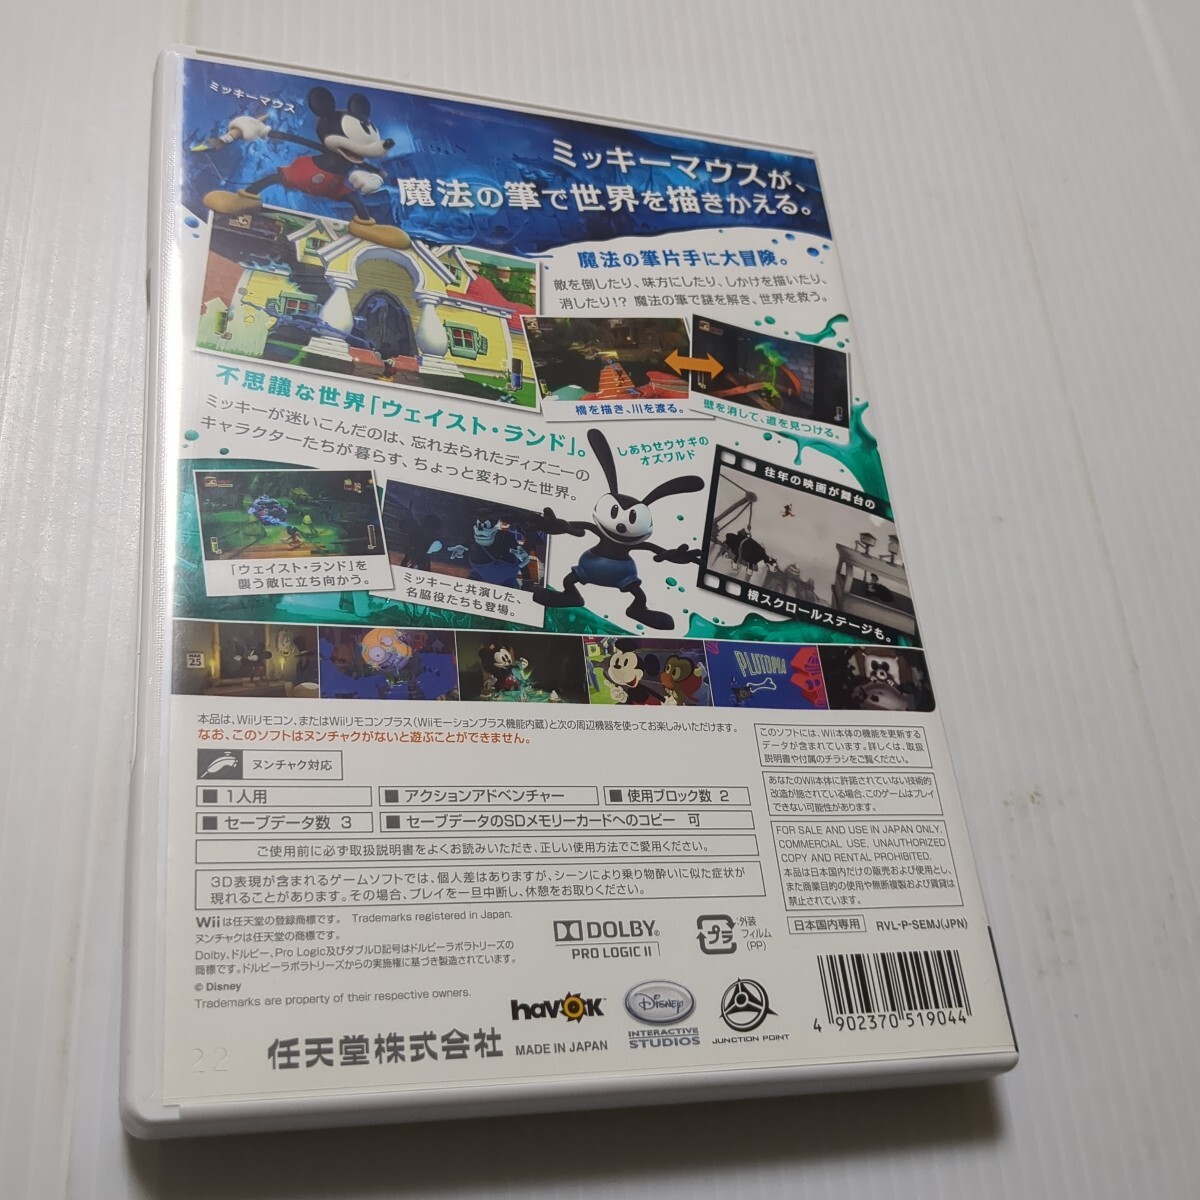 ミッキーマウス
ミッキーマウスが、
魔法の筆で世界を描きかえる。
魔法の筆片手に大冒険。
敵を倒したり、味方にしたり、しかけを描いたり、
消したり!? 魔法の筆で謎を解き、世界を救う。
橋を描き、川を渡る。
壁を消して、道を見つける。
不思議な世界「ウェイスト・ランド」。
ミッキーが迷いこんだのは、忘れ去られたディズニーの
キャラクターたちが暮らす、ちょっと変わった世界。
しあわせウサギの
オズワルド
往年の映画が舞台の
横スクロールステージも。
「ウェイスト・ランド」を
襲う敵に立ち向かう。
ミッキーと共演した、
名脇役たちも登場。
MAR
25
PLUTOPIA
本品は、Wiiリモコン、またはWiiリモコンプラス(Wiiモーションプラス機能内蔵)と次の周辺機器を使ってお楽しみいただけます。
なお、このソフトはヌンチャクがないと遊ぶことができません。
ヌンチャク対応
■ 1人用
■ アクションアドベンチャー
■ 使用ブロック数 2
■ セーブデータ数 3
■ セーブデータのSDメモリーカードへのコピー 可
ご使用前に必ず取扱説明書をよくお読みいただき、正しい使用方法でご愛用ください。
3D表現が含まれるゲームソフトでは、個人差はありますが、シーンにより乗り物酔いに似た症状が
現れることがあります。その場合、プレイを一旦中断し、休憩をお取りください。
このソフトには、Wii本体の機能を更新する
データが含まれています。詳しくは、取扱
説明書や付属のチラシをご覧ください。
あなたのWii本体に許諾されていない技術的
改造が施されている場合、このゲームはプレイ
できない可能性があります。
FOR SALE AND USE IN JAPAN ONLY.
COMMERCIAL USE, UNAUTHORIZED
COPY AND RENTAL PROHIBITED.
本品は日本国内だけの販売および使用とし、
また商業目的の使用や無断複製および賃貸は
禁止されています。
日本国内専用
RVL-P-SEMJ(JPN)
Wiiは任天堂の登録商標です。 Trademarks registered in Japan.
ヌンチャクは任天堂の商標です。
Dolby、ドルビー、Pro Logic及びダブルD記号はドルビーラボラトリーズの
商標です。ドルビーラボラトリーズからの実施権に基づき製造されています。
© Disney
Trademarks are property of their respective owners.
DOLBY®
PRO LOGIC II
プラ
外装
フィルム
(PP)
havok
Disney
INTERACTIVE
STUDIOS
JUNCTION POINT
4 902370 519044
22
任天堂株式会社
MADE IN JAPAN